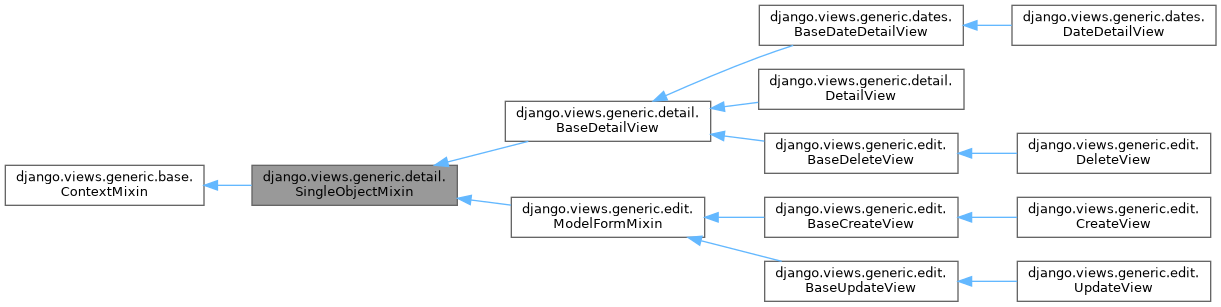 django.views.generic.base.
ContextMixin
django.views.generic.detail.
SingleObjectMixin
django.views.generic.detail.
BaseDetailView
django.views.generic.dates.
BaseDateDetailView
django.views.generic.dates.
DateDetailView
django.views.generic.detail.
DetailView
django.views.generic.edit.
BaseDeleteView
django.views.generic.edit.
DeleteView
django.views.generic.edit.
ModelFormMixin
django.views.generic.edit.
BaseCreateView
django.views.generic.edit.
CreateView
django.views.generic.edit.
BaseUpdateView
django.views.generic.edit.
UpdateView